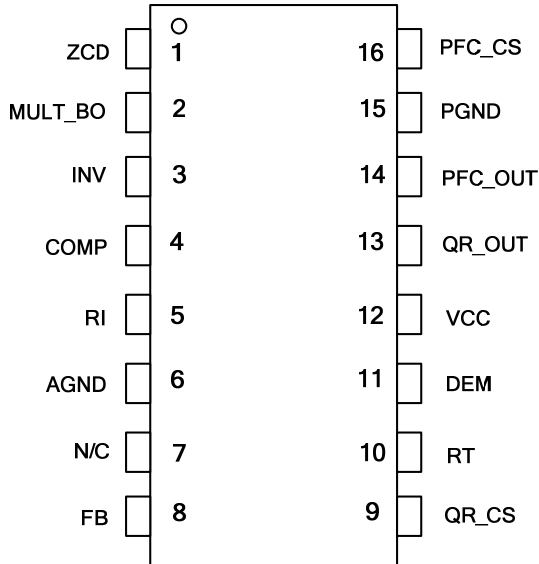 ZCD 1 16 PFC_CS
MULT_BO 2 15 PGND
INV 3 14 PFC_OUT
COMP 4 13 QR_OUT
RI 5 12 VCC
AGND 6 11 DEM
N/C 7 10 RT
FB 8 9 QR_CS